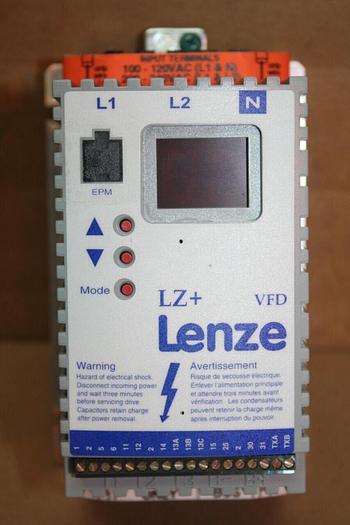 INPUT TERMINALS
100 - 120VAC (L1 & N)
L1 L2 N
EPM
Mode
LZ+ VFD
Lenze
Warning
Hazard of electrical shock.
Disconnect incoming power
and wait three minutes
before servicing drive.
Capacitors retain charge
after power removal.
Avertissement
Risque de secousse électrique.
Enlever l'alimentation principale
et attendre trois minutes avant
vérification. Les condensateurs
peuvent retenir la charge même
après interruption du pouvoir.
1 2 5 6 11 12 2 14 13A 13B 13C 15 25 2 30 31 TXA TXB